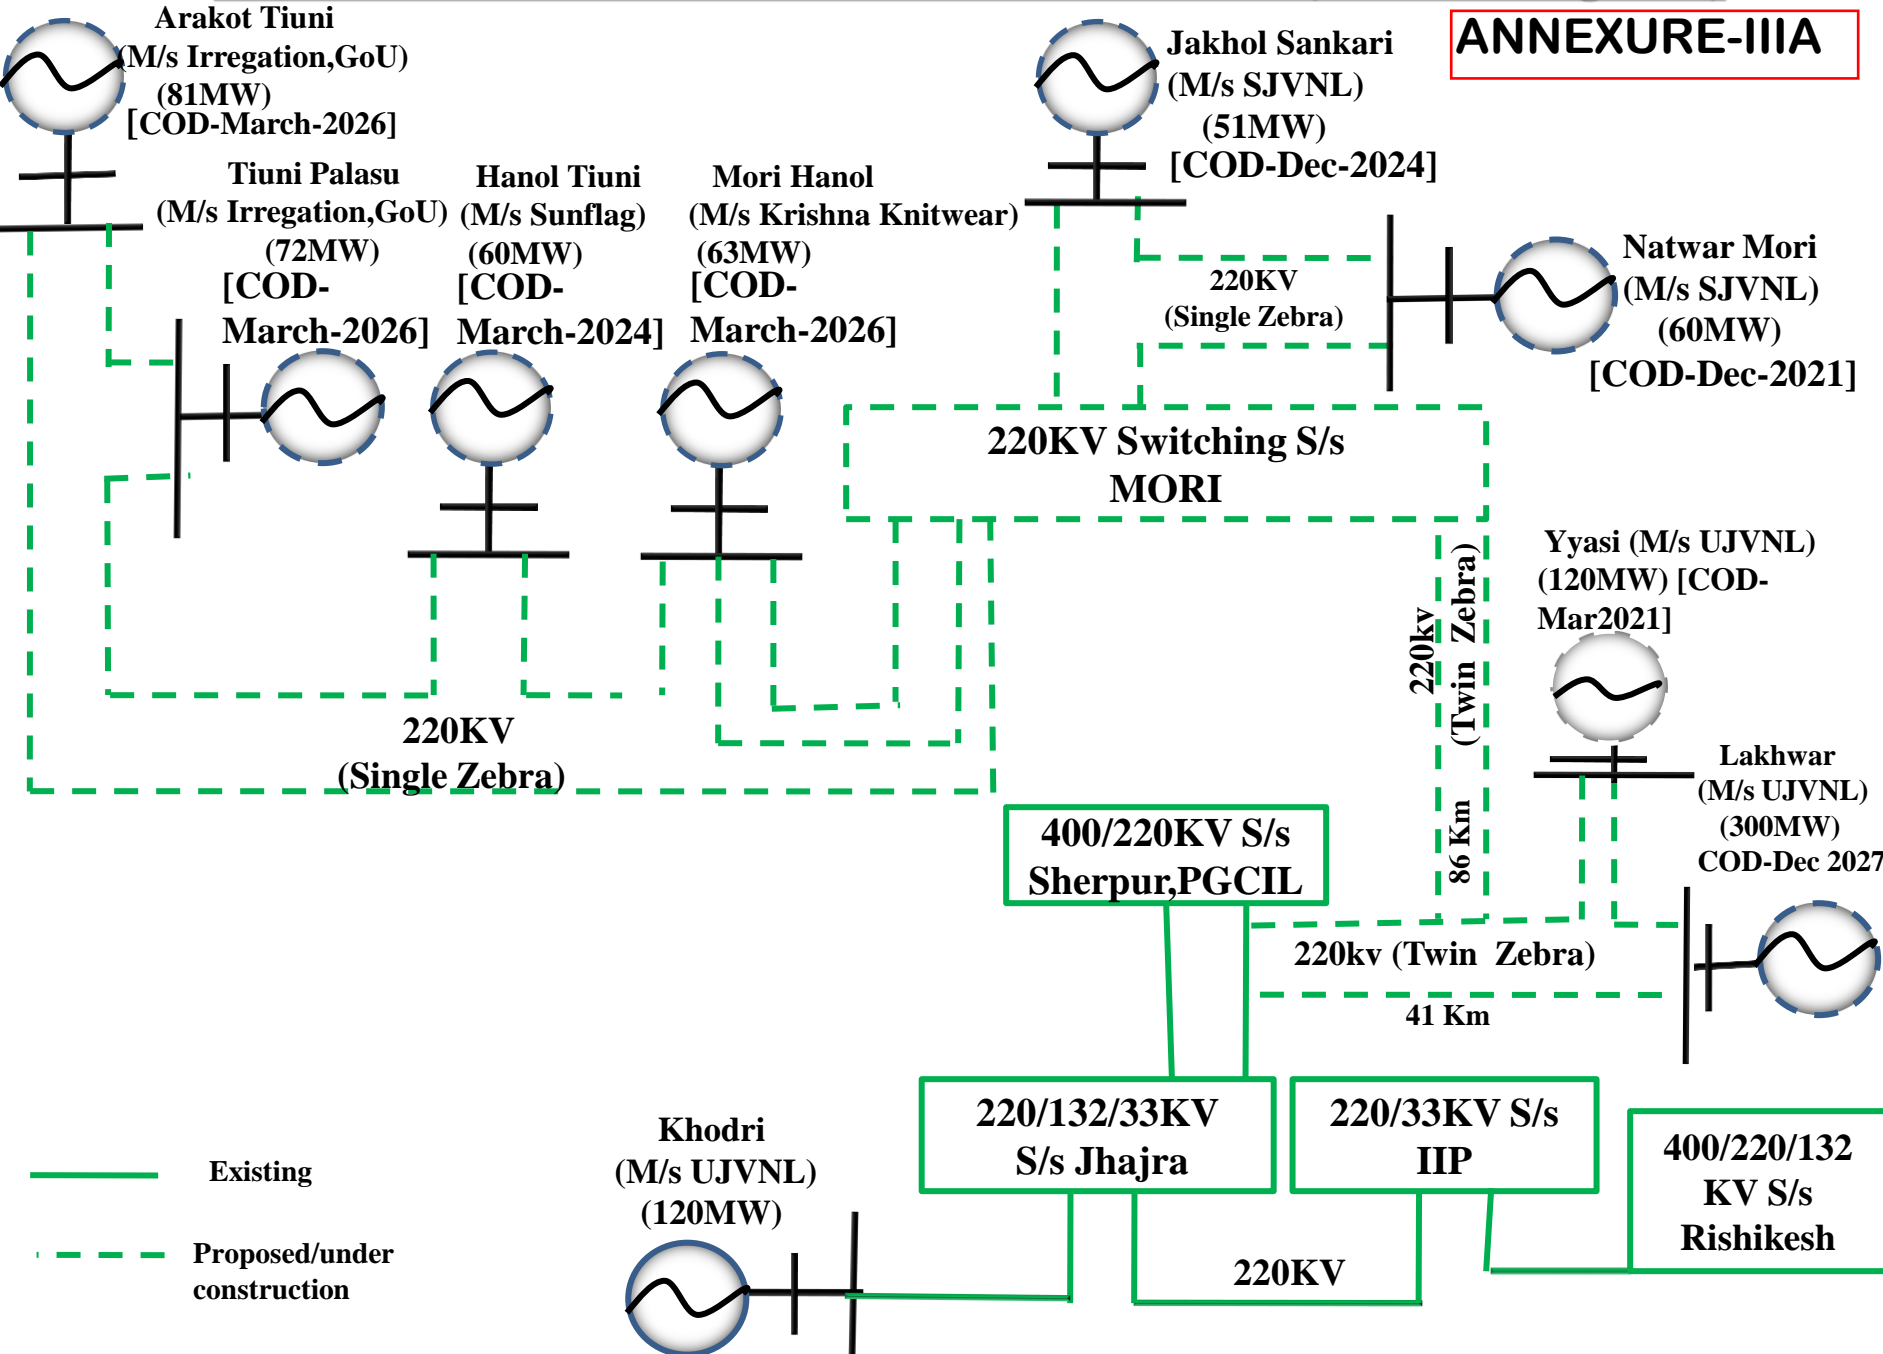 ANNEXURE-IIIA
Arakot Tiuni
(M/s Irregation,GoU)
(81MW)
[COD-March-2026]
Jakhol Sankari
(M/s SJVNL)
(51MW)
[COD-Dec-2024]
Tiuni Palasu
(M/s Irregation,GoU)
(72MW)
[COD-
March-2026]
Hanol Tiuni
(M/s Sunflag)
(60MW)
[COD-
March-2024]
Mori Hanol
(M/s Krishna Knitwear)
(63MW)
[COD-
March-2026]
220KV
(Single Zebra)
Natwar Mori
(M/s SJVNL)
(60MW)
[COD-Dec-2021]
220KV Switching S/s
MORI
220kv
(Twin Zebra)
86 Km
Yyasi (M/s UJVNL)
(120MW) [COD-
Mar2021]
220KV
(Single Zebra)
Lakhwar
(M/s UJVNL)
(300MW)
COD-Dec 2027
400/220KV S/s
Sherpur,PGCIL
220kv (Twin Zebra)
41 Km
220/132/33KV
S/s Jhajra
220/33KV S/s
IIP
400/220/132
KV S/s
Rishikesh
Khodri
(M/s UJVNL)
(120MW)
220KV
Existing
Proposed/under
construction